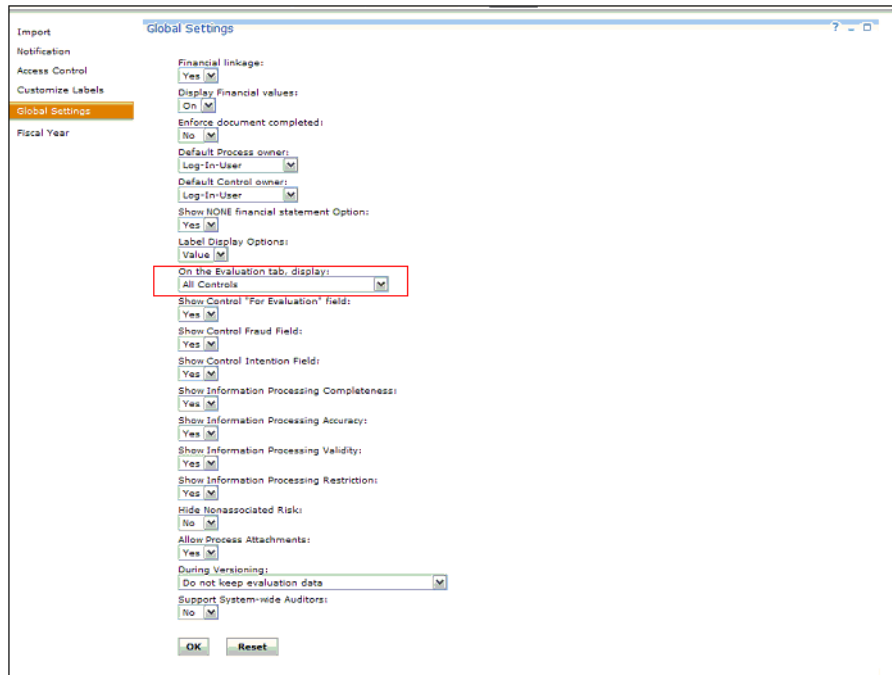 Import
Notification
Access Control
Customize Labels
Global Settings
Fiscal Year
Global Settings
?
Financial linkage:
Yes
Display Financial values:
On
Enforce document completed:
No
Default Process owner:
Log-In-User
Default Control owner:
Log-In-User
Show NONE financial statement Option:
Yes
Label Display Options:
Value
On the Evaluation tab, display:
All Controls
Show Control "For Evaluation" field:
Yes
Show Control Fraud Field:
Yes
Show Control Intention Field:
Yes
Show Information Processing Completeness:
Yes
Show Information Processing Accuracy:
Yes
Show Information Processing Validity:
Yes
Show Information Processing Restriction:
Yes
Hide Nonassociated Risk:
No
Allow Process Attachments:
Yes
During Versioning:
Do not keep evaluation data
Support System-wide Auditors:
No
OK Reset